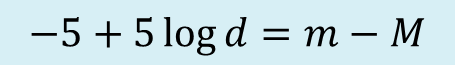 −5 + 5 log d = m − M